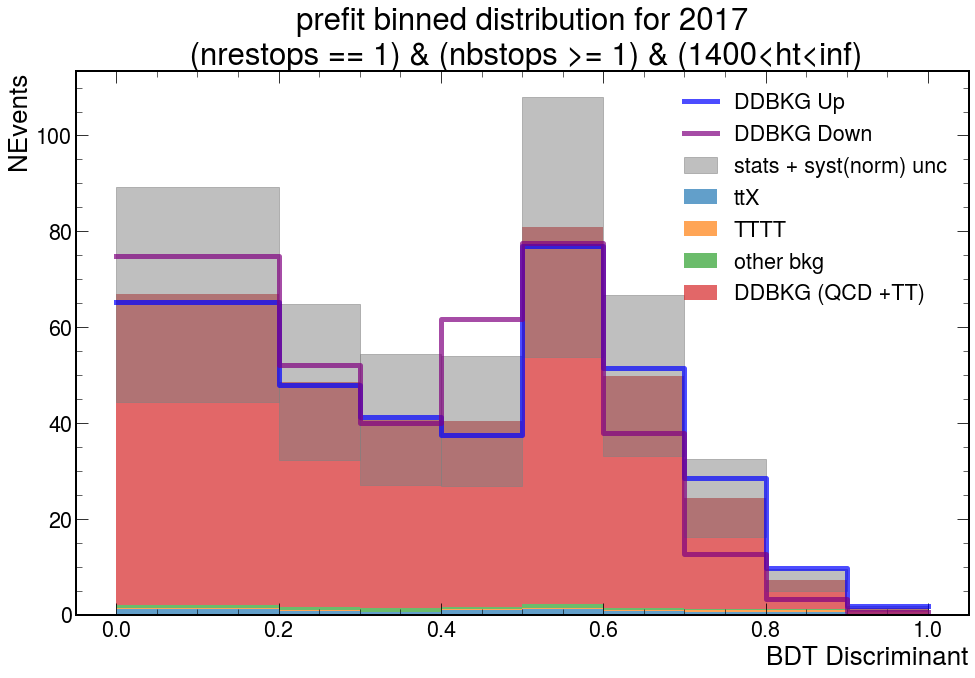 prefit binned distribution for 2017
(nrestops == 1) & (nbstops >= 1) & (1400<ht<inf)
NEvents
100
80
60
40
20
0
DDBKG Up
DDBKG Down
stats + syst(norm) unc
ttX
TTTT
other bkg
DDBKG (QCD +TT)
0.0 0.2 0.4 0.6 0.8 1.0
BDT Discriminant